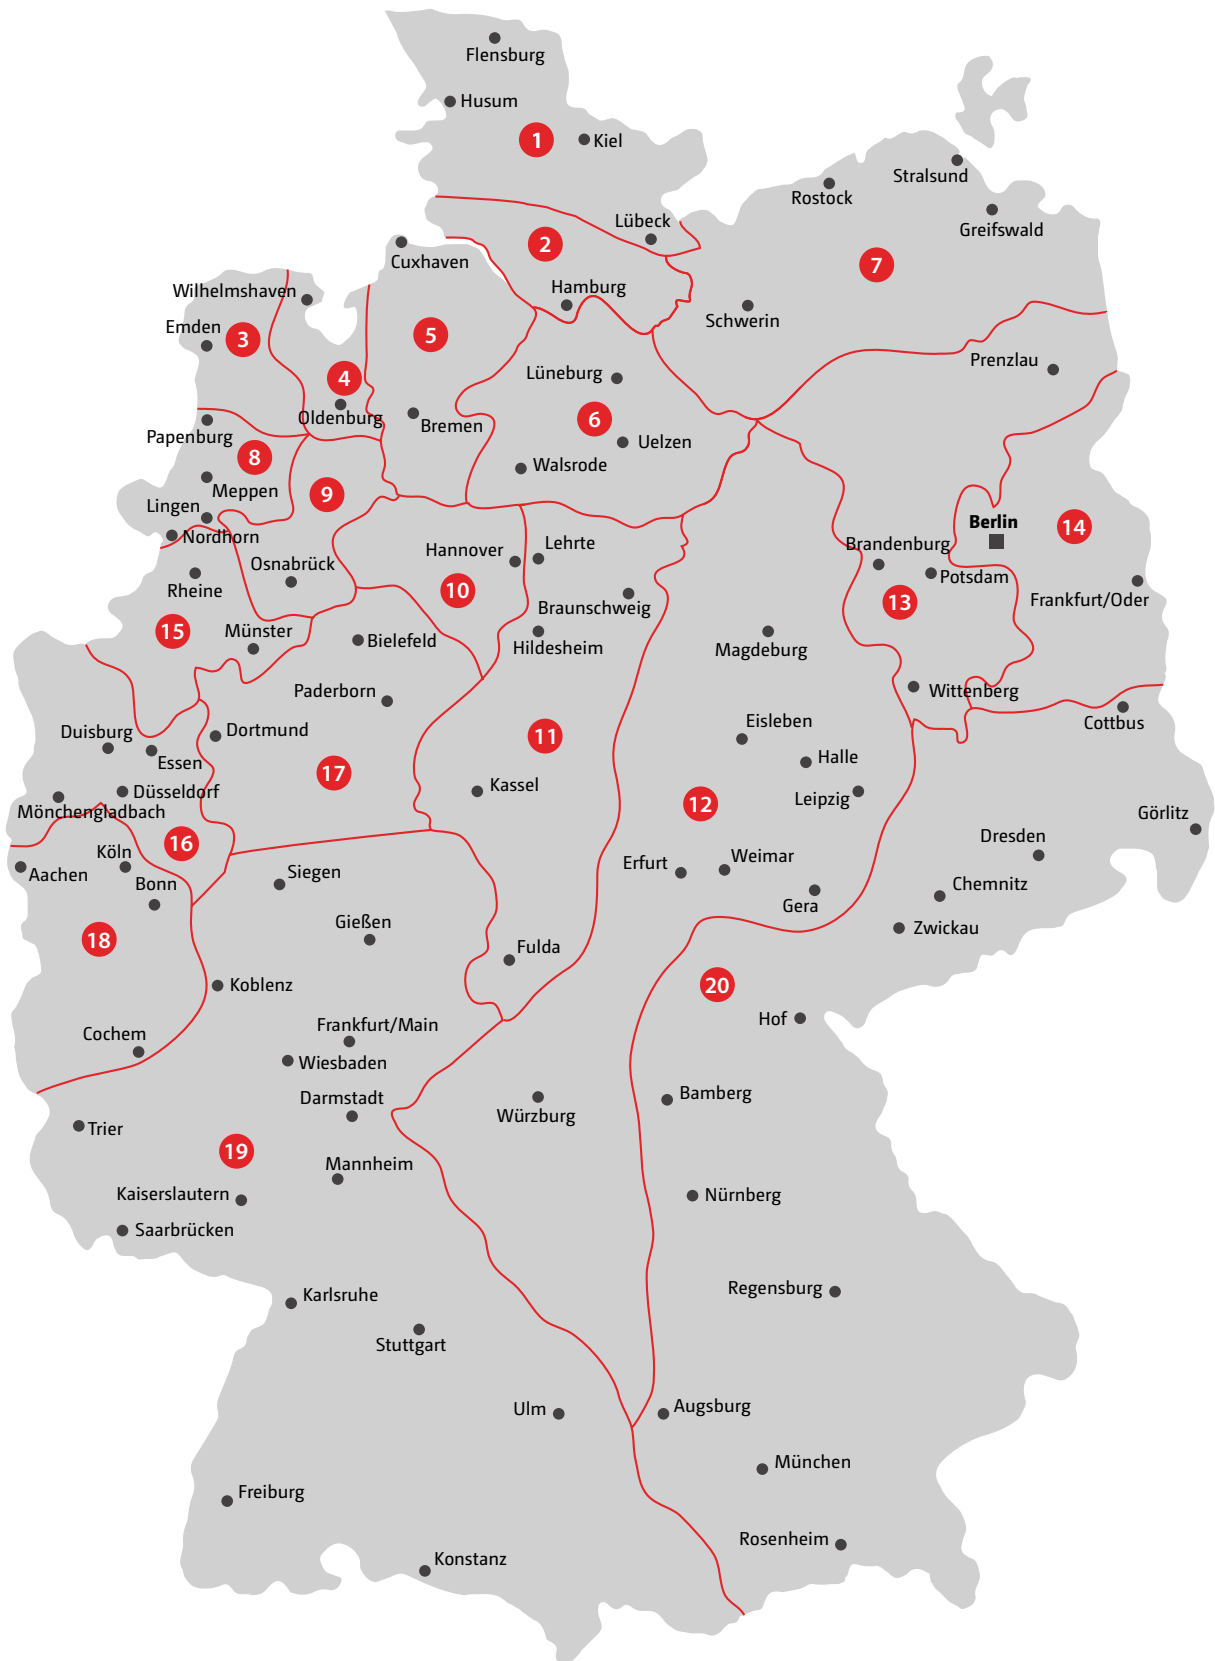 Flensburg
Husum
1
Kiel
Stralsund
Rostock
Lübeck
Greifswald
2
Cuxhaven
7
Wilhelmshaven
Hamburg
Schwerin
Emden
3
5
Prenzlau
4
Lüneburg
Oldenburg
6
Bremen
Papenburg
Uelzen
8
Walsrode
Meppen
9
Lingen
Berlin
14
Nordhorn
Hannover
Lehrte
Brandenburg
Osnabrück
Potsdam
Rheine
10
Braunschweig
13
Frankfurt/Oder
15
Münster
Bielefeld
Hildesheim
Magdeburg
Paderborn
Wittenberg
Duisburg
Dortmund
11
Eisleben
Cottbus
Essen
17
Halle
Düsseldorf
Kassel
12
Leipzig
Mönchengladbach
Görlitz
16
Dresden
Köln
Siegen
Erfurt
Weimar
Aachen
Bonn
Gera
Chemnitz
Gießen
Zwickau
18
Fulda
Koblenz
20
Hof
Frankfurt/Main
Cochem
Wiesbaden
Darmstadt
Würzburg
Bamberg
Trier
19
Mannheim
Kaiserslautern
Nürnberg
Saarbrücken
Karlsruhe
Regensburg
Stuttgart
Ulm
Augsburg
München
Freiburg
Rosenheim
Konstanz